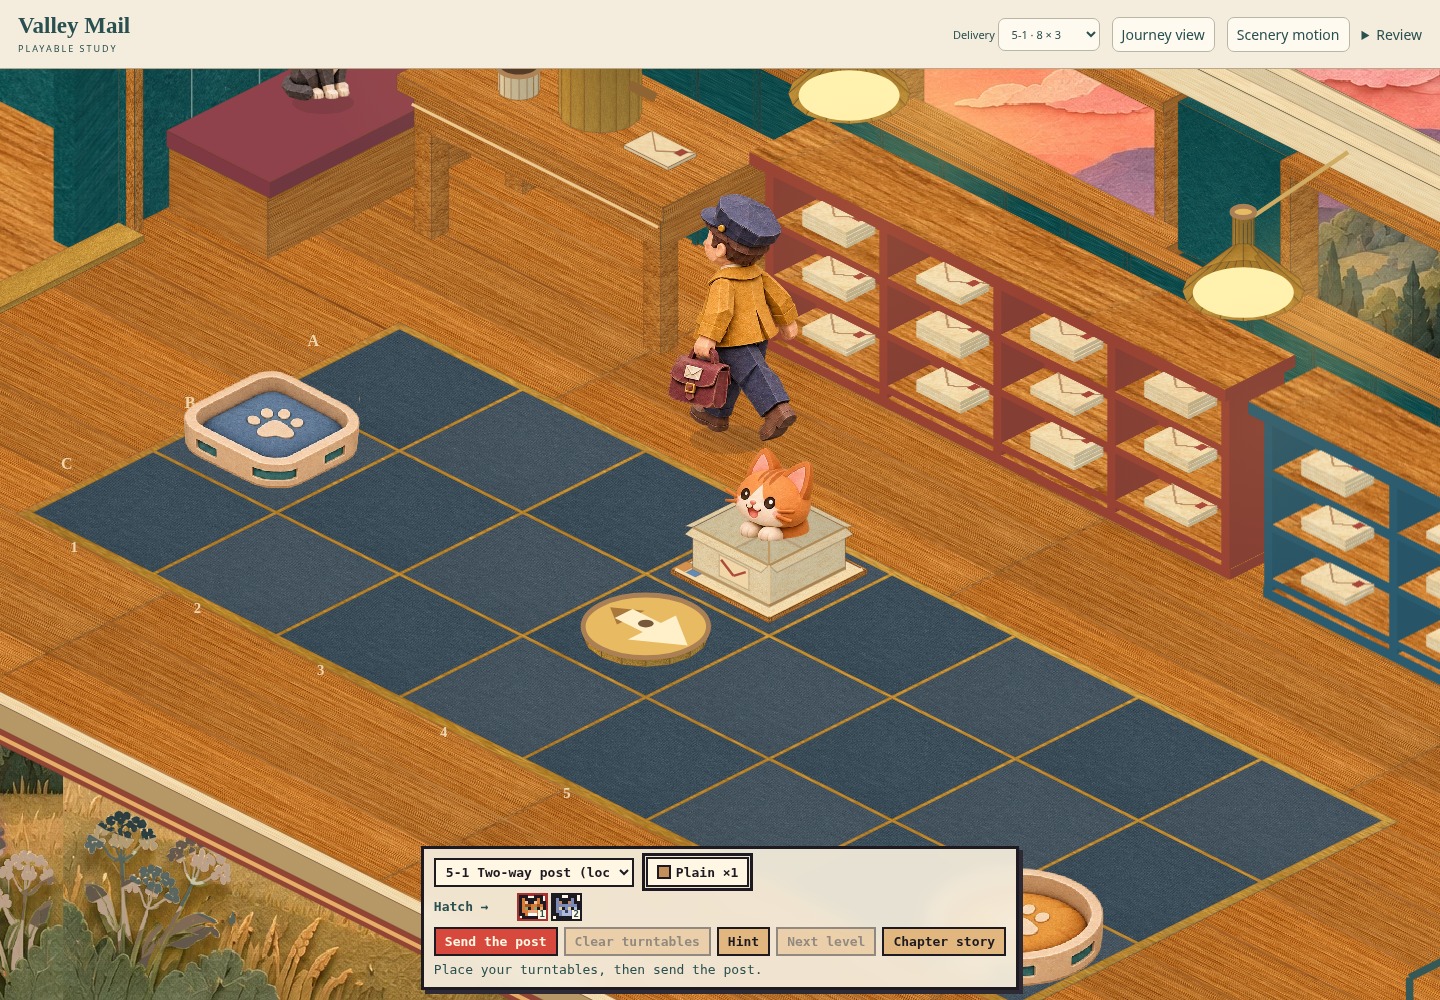 Valley Mail
PLAYABLE STUDY
Delivery 5-1 · 8 × 3 Journey view Scenery motion ▶ Review
A
B
C
1
2
3
4
5
5-1 Two-way post (loc Plain ×1
Hatch → 1 2
Send the post Clear turntables Hint Next level Chapter story
Place your turntables, then send the post.